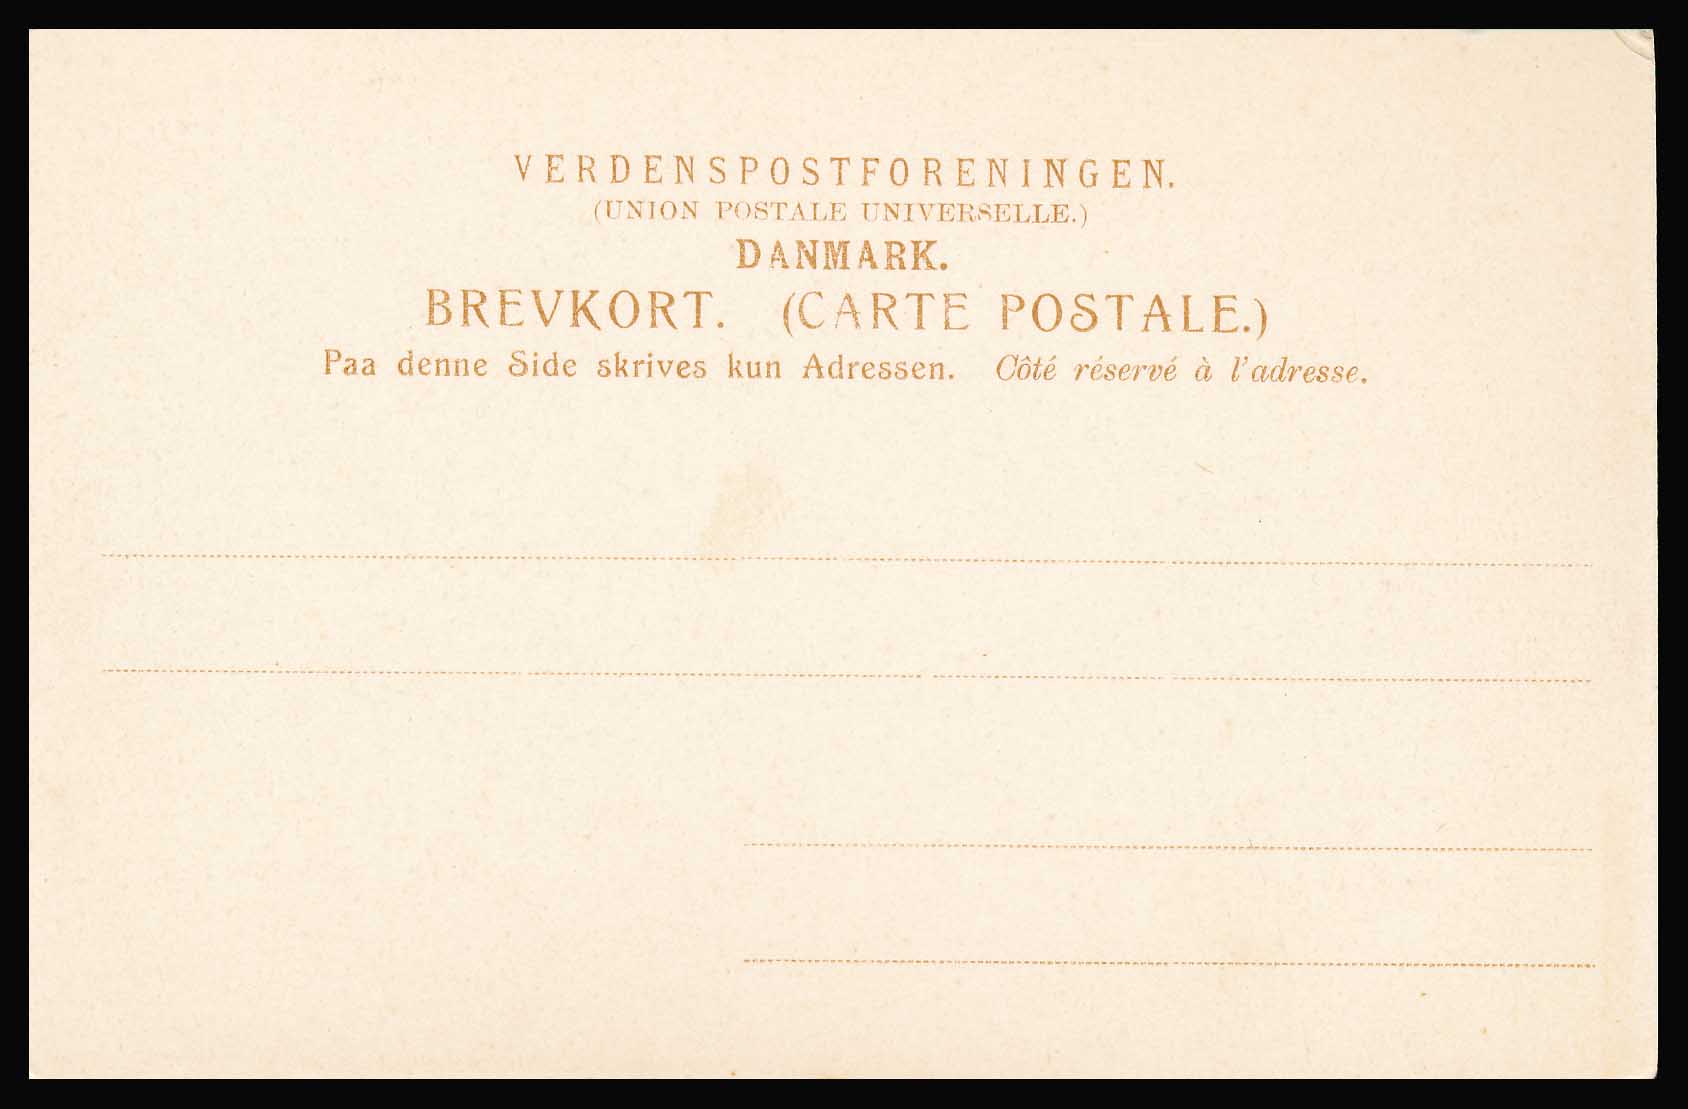 VERDENSPOSTFORENINGEN.
(UNION POSTALE UNIVERSELLE.)
DANMARK.
BREVKORT. (CARTE POSTALE.)
Paa denne Side skrives kun Adressen. Côté réservé à l'adresse.